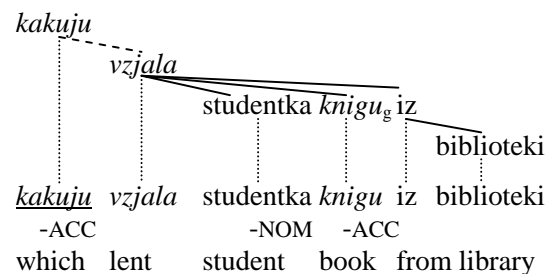 kakuju
vzjala
studentka knigug iz
biblioteki
kakuju vzjala studentka knigu iz biblioteki
-ACC -NOM -ACC
which lent student book from library